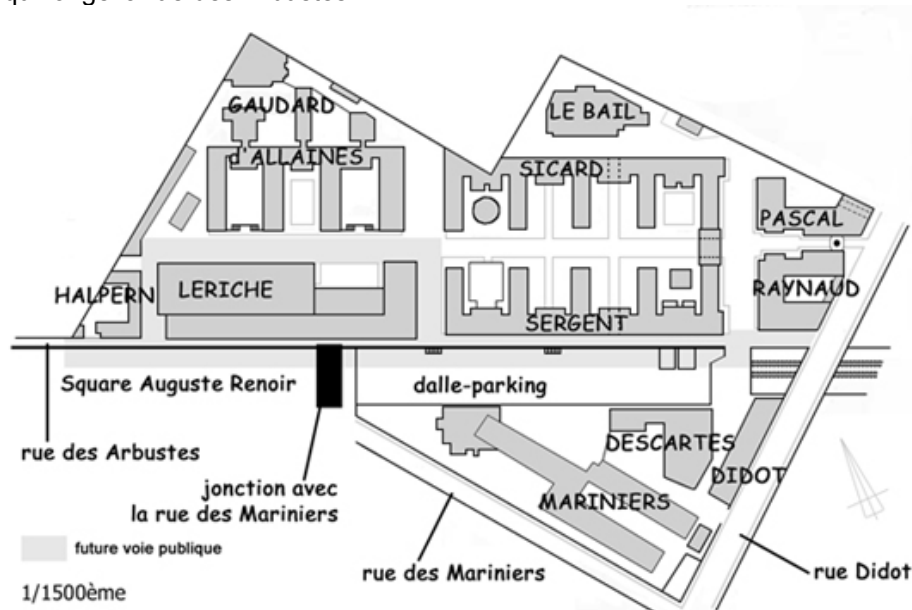 GAUDARD
LE BAIL
d'ALLAINES
SICARD
PASCAL
HALPERN
LERICHE
RAYNAUD
SERGENT
Square Auguste Renoir
dalle-parking
rue des Arbustes
DESCARTES
DIDOT
jonction avec
la rue des Mariniers
MARINIERS
future voie publique
rue des Mariniers
rue Didot
1/1500ème